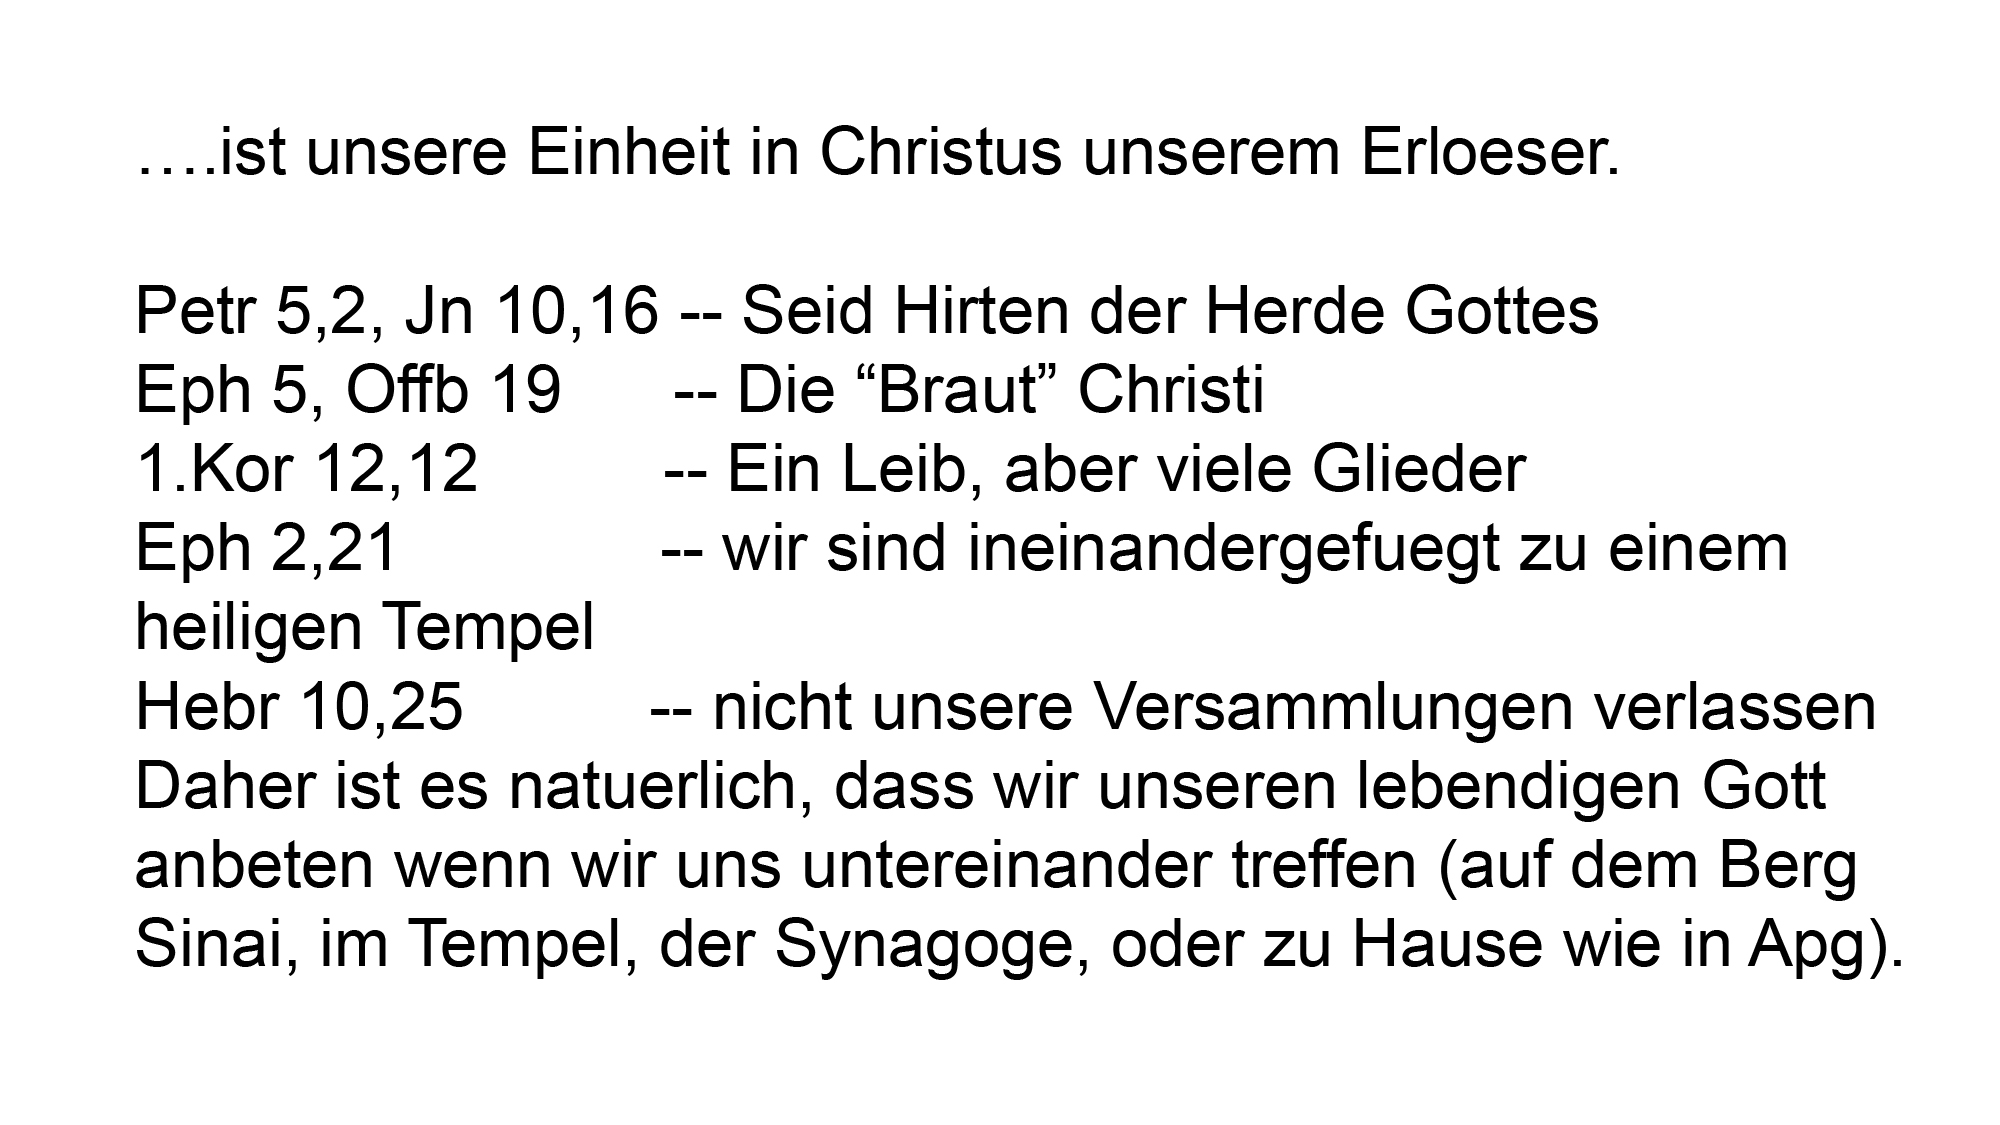 ….ist unsere Einheit in Christus unserem Erloeser.
Petr 5,2, Jn 10,16 -- Seid Hirten der Herde Gottes
Eph 5, Offb 19 -- Die “Braut” Christi
1.Kor 12,12 -- Ein Leib, aber viele Glieder
Eph 2,21 -- wir sind ineinandergefuegt zu einem
heiligen Tempel
Hebr 10,25 -- nicht unsere Versammlungen verlassen
Daher ist es natuerlich, dass wir unseren lebendigen Gott
anbeten wenn wir uns untereinander treffen (auf dem Berg
Sinai, im Tempel, der Synagoge, oder zu Hause wie in Apg).